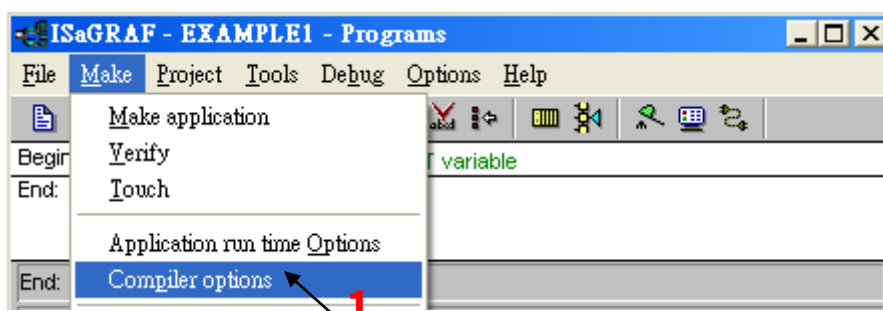 ISaGRAF - EXAMPLE1 - Programs
File Make Project Tools Debug Options Help
Make application
Verify
Touch
Application run time Options
Compiler options
Begin
variable
End:
End:
1